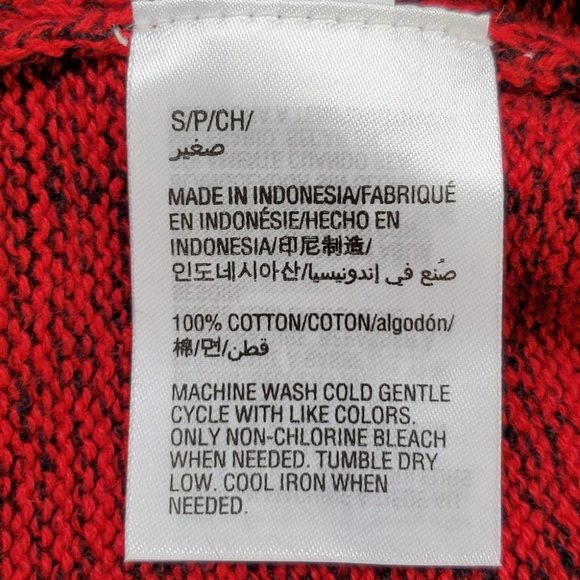 S/P/CH/
صغير
MADE IN INDONESIA/FABRIQUÉ
EN INDONÉSIE/HECHO EN
INDONESIA/印尼制造/
인도네시아산/صُنع في إندونيسيا
100% COTTON/COTON/algodón/
棉/면/قطن
MACHINE WASH COLD GENTLE
CYCLE WITH LIKE COLORS.
ONLY NON-CHLORINE BLEACH
WHEN NEEDED. TUMBLE DRY
LOW. COOL IRON WHEN
NEEDED.